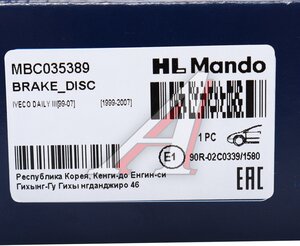 MBC035389
HL Mando
BRAKE_DISC
IVECO DAILY III[99-07] [1999-2007]
1 PC
E1
90R-02C0339/1580
Республика Корея, Кенги-до Енгин-си
Гихынг-Гу Гихы нгданджиро 46
EAC